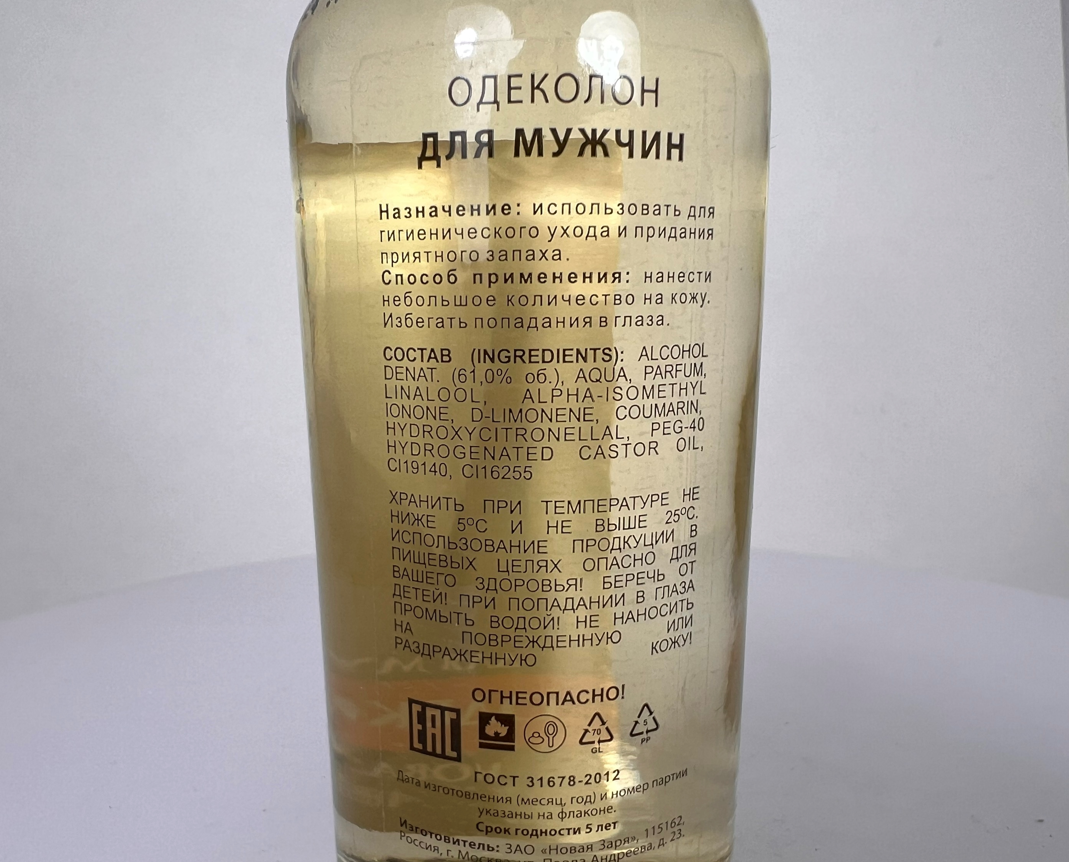 ОДЕКОЛОН
ДЛЯ МУЖЧИН
Назначение: использовать для
гигиенического ухода и придания
приятного запаха.
Способ применения: нанести
небольшое количество на кожу.
Избегать попадания в глаза.
СОСТАВ (INGREDIENTS): ALCOHOL
DENAT. (61,0% об.), AQUA, PARFUM,
LINALOOL, ALPHA-ISOMETHYL
IONONE, D-LIMONENE, COUMARIN,
HYDROXYCITRONELLAL, PEG-40
HYDROGENATED CASTOR OIL,
CI19140, CI16255
ХРАНИТЬ ПРИ ТЕМПЕРАТУРЕ НЕ
НИЖЕ 5ºС И НЕ ВЫШЕ 25ºС.
ИСПОЛЬЗОВАНИЕ ПРОДКУЦИИ В
ПИЩЕВЫХ ЦЕЛЯХ ОПАСНО ДЛЯ
ВАШЕГО ЗДОРОВЬЯ! БЕРЕЧЬ ОТ
ДЕТЕЙ! ПРИ ПОПАДАНИИ В ГЛАЗА
ПРОМЫТЬ ВОДОЙ! НЕ НАНОСИТЬ
НА ПОВРЕЖДЕННУЮ ИЛИ
РАЗДРАЖЕННУЮ КОЖУ!
ОГНЕОПАСНО!
EAC 70 GL 5 PP
ГОСТ 31678-2012
Дата изготовления (месяц, год) и номер партии
указаны на флаконе.
Срок годности 5 лет
Изготовитель: ЗАО «Новая Заря», 115162,
Россия, г. Москва, ул. Павла Андреева, д. 23.